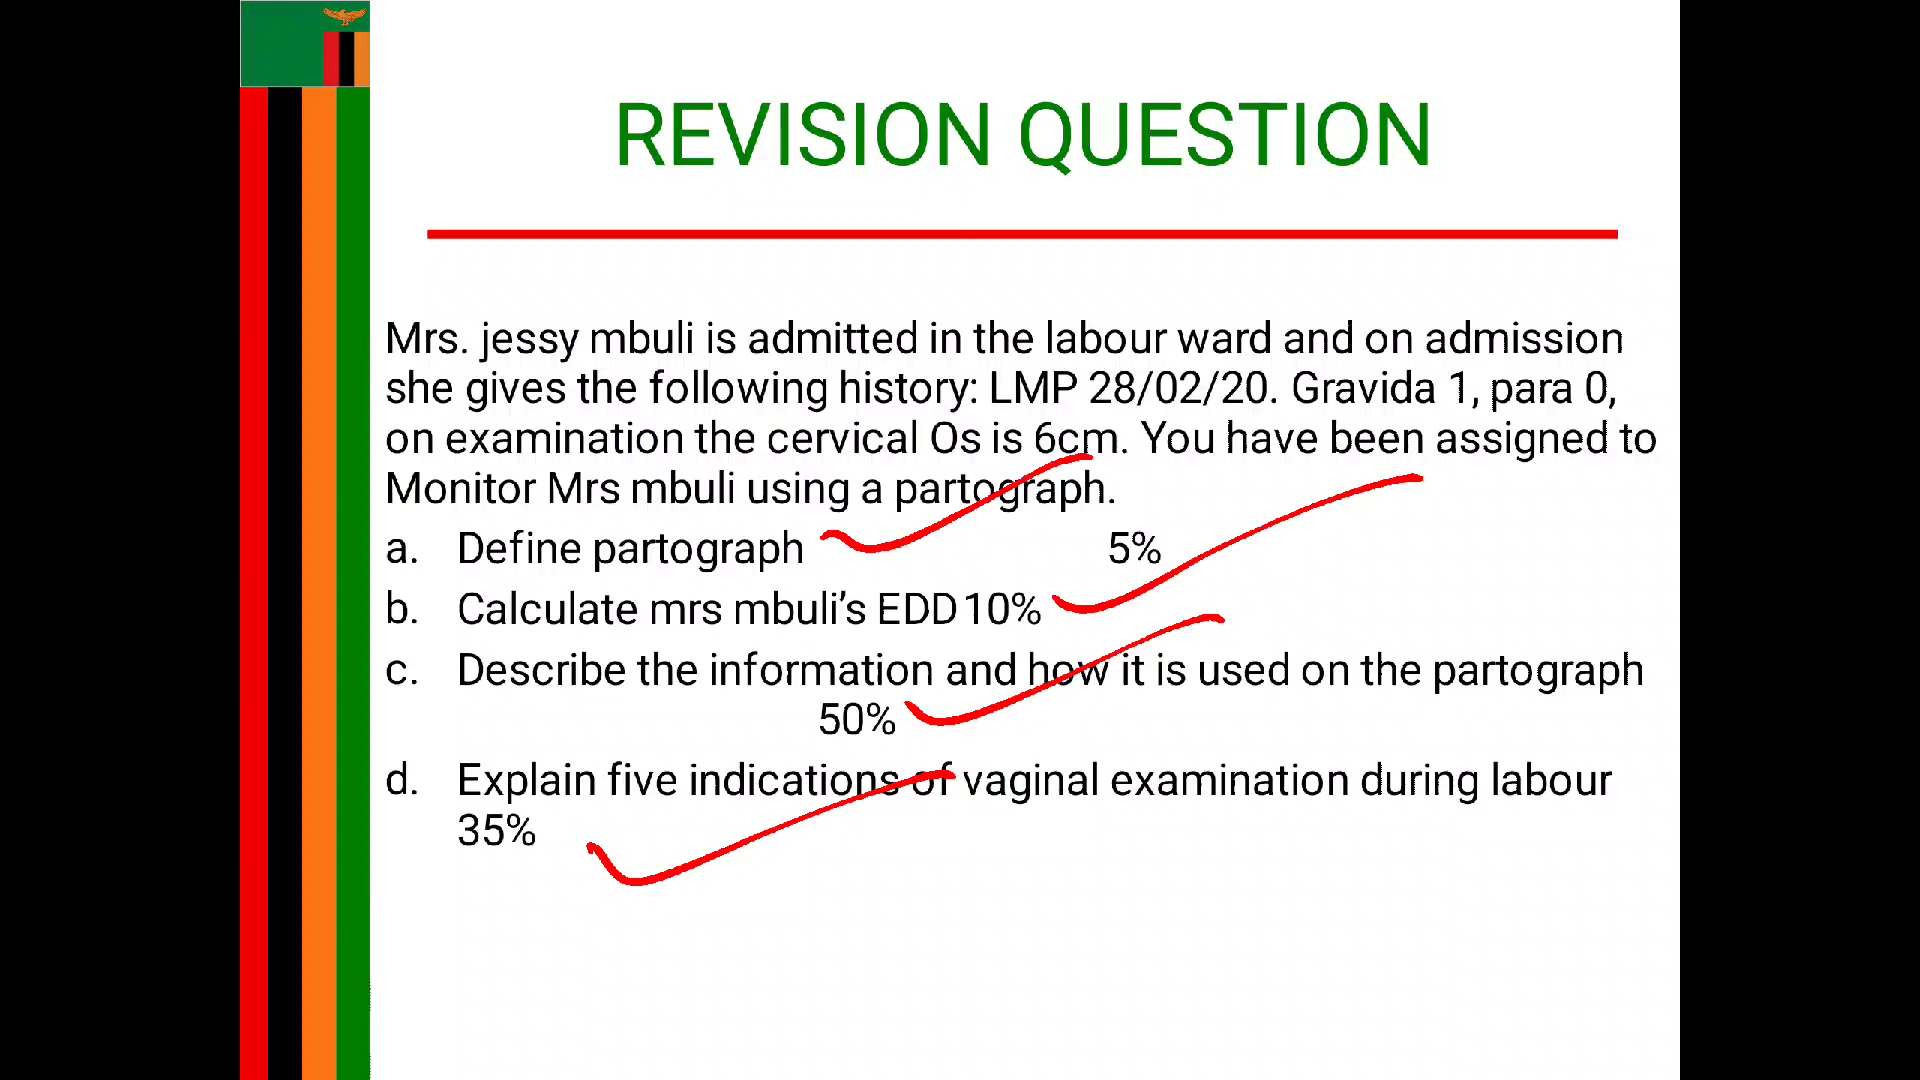 REVISION QUESTION
Mrs. jessy mbuli is admitted in the labour ward and on admission
she gives the following history: LMP 28/02/20. Gravida 1, para 0,
on examination the cervical Os is 6cm. You have been assigned to
Monitor Mrs mbuli using a partograph.
a. Define partograph 5%
b. Calculate mrs mbuli’s EDD 10%
c. Describe the information and how it is used on the partograph
50%
d. Explain five indications of vaginal examination during labour
35%